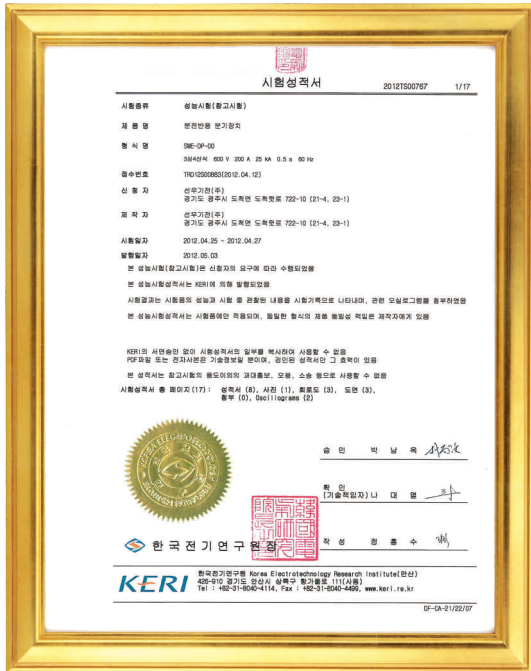 시험성적서 2012TS00767 1/17
시험종류 성능시험(참고시험)
제 품 명 분전반용 분기장치
형 식 명 SWE-DP-00
3상4선식 600 V 200 A 25 kA 0.5 s 60 Hz
접수번호 TR012S00883(2012.04.12)
신 청 자 선우기전(주)
경기도 광주시 도척면 도척윗로 722-10 (21-4, 23-1)
제 작 자 선우기전(주)
경기도 광주시 도척면 도척윗로 722-10 (21-4, 23-1)
시험일자 2012.04.25 ~ 2012.04.27
발행일자 2012.05.03
본 성능시험(참고시험)은 신청자의 요구에 따라 수행되었음
본 성능시험성적서는 KERI에 의해 발행되었음
시험결과는 시험품의 성능과 시험 중 관찰된 내용을 시험기록으로 나타내며, 관련 오실로그램을 첨부하였음
본 성능시험성적서는 시험품에만 적용되며, 동일한 형식의 제품 동일성 책임은 제작자에게 있음
KERI의 서면승인 없이 시험성적서의 일부를 복사하여 사용할 수 없음
PDF파일 또는 전자사본은 기술정보일 뿐이며, 검인된 성적서만 그 효력이 있음
본 성적서는 참고시험의 용도이외의 과대홍보, 모용, 소송 등으로 사용할 수 없음
시험성적서 총 페이지(17): 성적서 (8), 사진 (1), 회로도 (3), 도면 (3),
첨부 (0), Oscillograms (2)
승 인 박 남 옥
확 인
(기술책임자) 나 대 열
작 성 정 흥 수
한국전기연구원장
KERI
한국전기연구원 Korea Electrotechnology Research Institute(안산)
426-910 경기도 안산시 상록구 항가울로 111(사동)
Tel : +82-31-8040-4114, Fax : +82-31-8040-4499, www.keri.re.kr
DF-CA-21/22/07